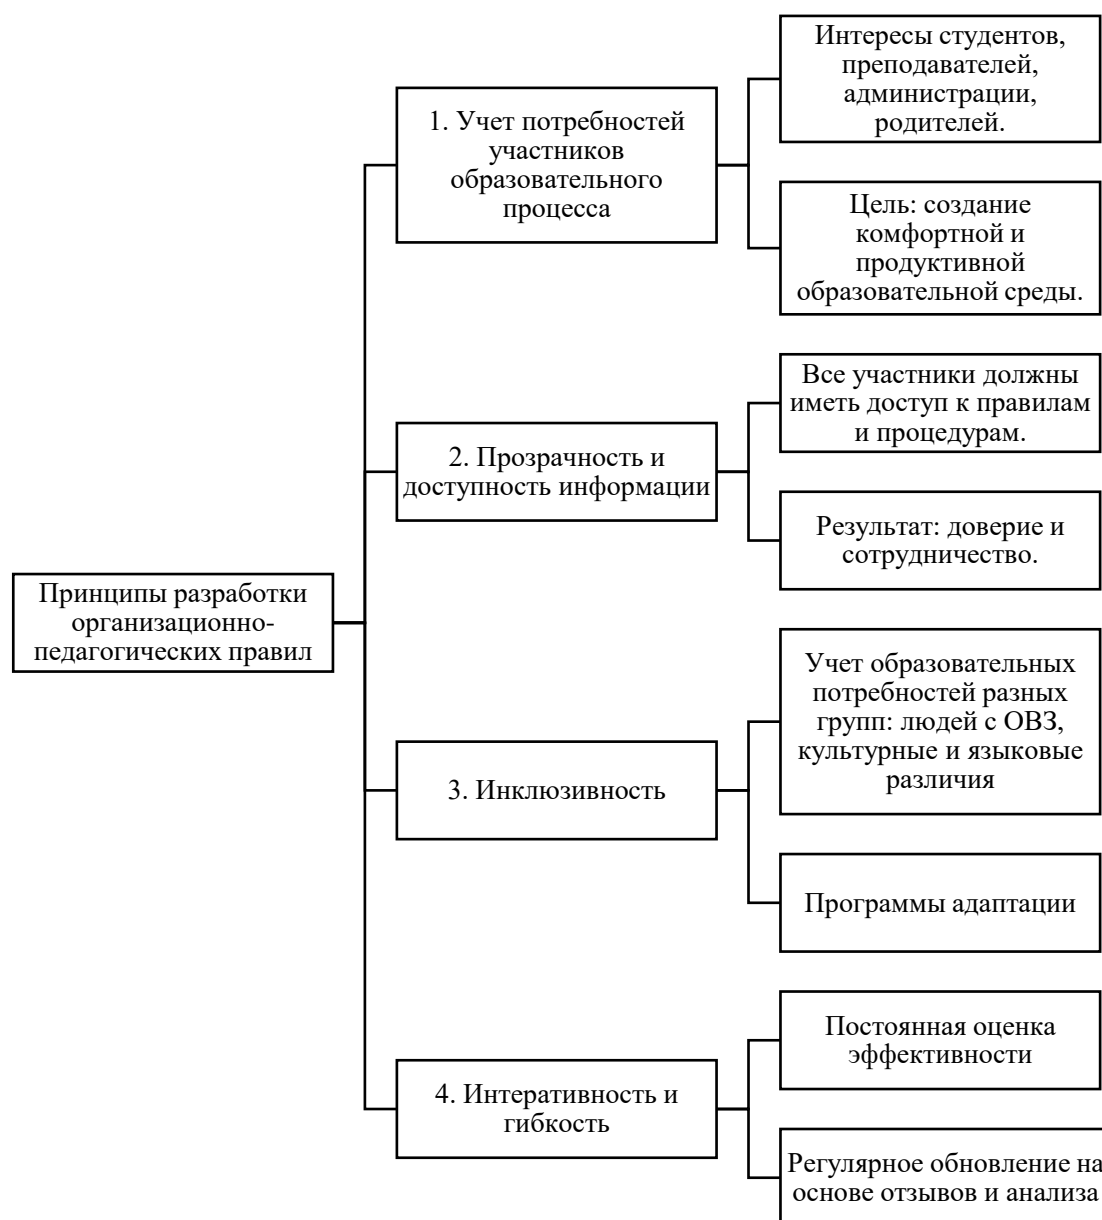 Интересы студентов,
преподавателей,
администрации,
родителей.
1. Учет потребностей
участников
образовательного
процесса
Цель: создание
комфортной и
продуктивной
образовательной среды.
Все участники должны
иметь доступ к правилам
и процедурам.
2. Прозрачность и
доступность информации
Результат: доверие и
сотрудничество.
Принципы разработки
организационно-
педагогических правил
Учет образовательных
потребностей разных
групп: людей с ОВЗ,
культурные и языковые
различия
3. Инклюзивность
Программы адаптации
Постоянная оценка
эффективности
4. Интеративность и
гибкость
Регулярное обновление на
основе отзывов и анализа